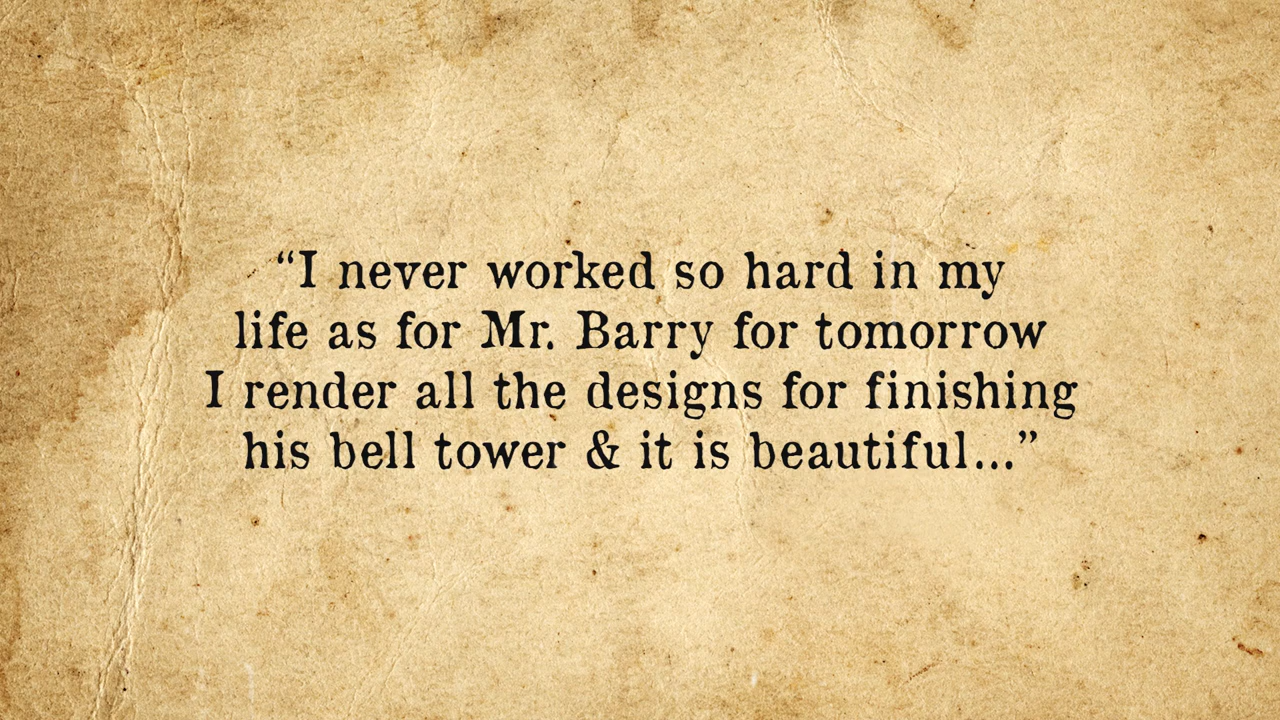 “I never worked so hard in my
life as for Mr. Barry for tomorrow
I render all the designs for finishing
his bell tower & it is beautiful...”